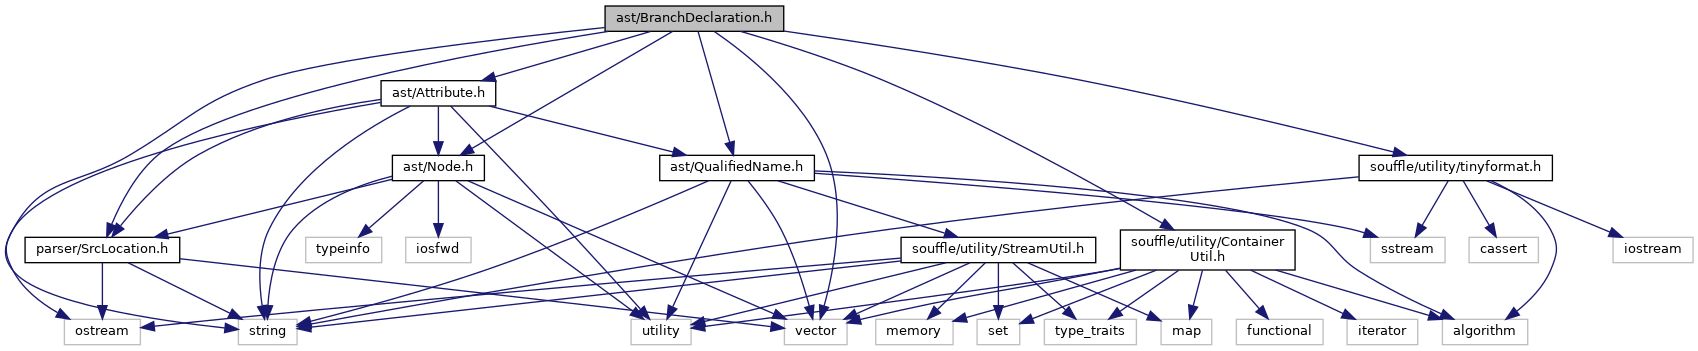 ast/BranchDeclaration.h
ast/Attribute.h
ast/Node.h
ast/QualifiedName.h
souffle/utility/tinyformat.h
parser/SrcLocation.h
typeinfo
iosfwd
souffle/utility/StreamUtil.h
souffle/utility/Container
Util.h
sstream
cassert
iostream
ostream
string
utility
vector
memory
set
type_traits
map
functional
iterator
algorithm